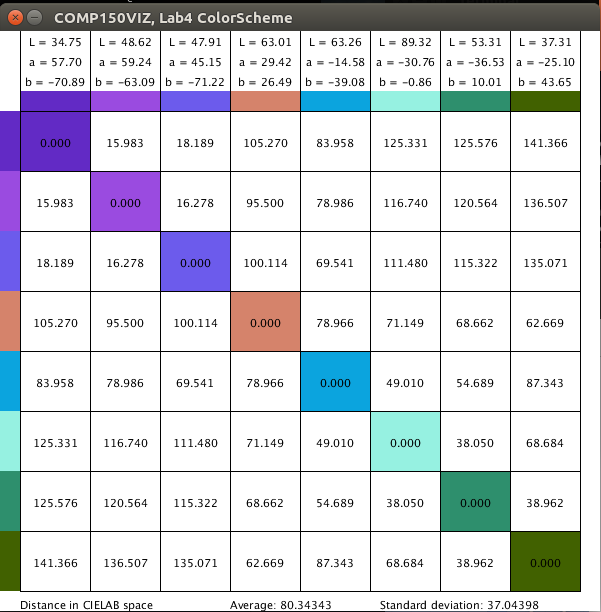 COMP150VIZ, Lab4 ColorScheme
L = 34.75 L = 48.62 L = 47.91 L = 63.01 L = 63.26 L = 89.32 L = 53.31 L = 37.31
a = 57.70 a = 59.24 a = 45.15 a = 29.42 a = -14.58 a = -30.76 a = -36.53 a = -25.10
b = -70.89 b = -63.09 b = -71.22 b = 26.49 b = -39.08 b = -0.86 b = 10.01 b = 43.65
0.000 15.983 18.189 105.270 83.958 125.331 125.576 141.366
15.983 0.000 16.278 95.500 78.986 116.740 120.564 136.507
18.189 16.278 0.000 100.114 69.541 111.480 115.322 135.071
105.270 95.500 100.114 0.000 78.966 71.149 68.662 62.669
83.958 78.986 69.541 78.966 0.000 49.010 54.689 87.343
125.331 116.740 111.480 71.149 49.010 0.000 38.050 68.684
125.576 120.564 115.322 68.662 54.689 38.050 0.000 38.962
141.366 136.507 135.071 62.669 87.343 68.684 38.962 0.000
Distance in CIELAB space Average: 80.34343 Standard deviation: 37.04398